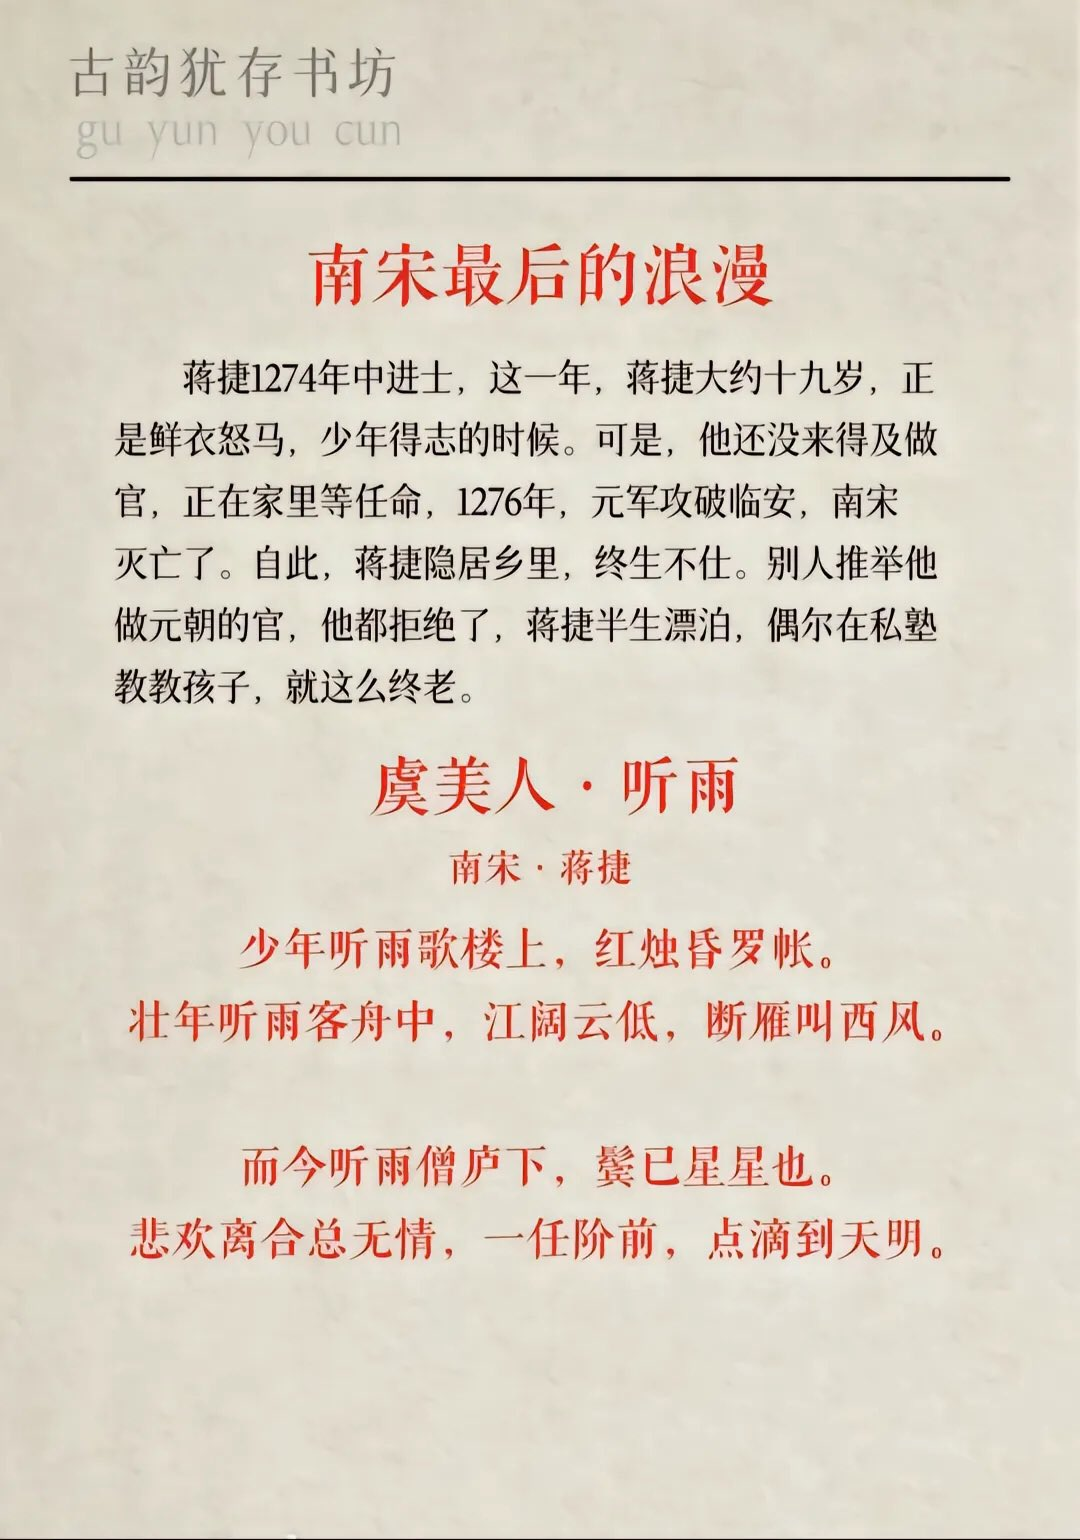 古韵犹存书坊
gu yun you cun
南宋最后的浪漫
蒋捷1274年中进士，这一年，蒋捷大约十九岁，正
是鲜衣怒马，少年得志的时候。可是，他还没来得及做
官，正在家里等任命，1276年，元军攻破临安，南宋
灭亡了。自此，蒋捷隐居乡里，终生不仕。别人推举他
做元朝的官，他都拒绝了，蒋捷半生漂泊，偶尔在私塾
教教孩子，就这么终老。
虞美人·听雨
南宋·蒋捷
少年听雨歌楼上，红烛昏罗帐。
壮年听雨客舟中，江阔云低，断雁叫西风。
而今听雨僧庐下，鬓已星星也。
悲欢离合总无情，一任阶前，点滴到天明。